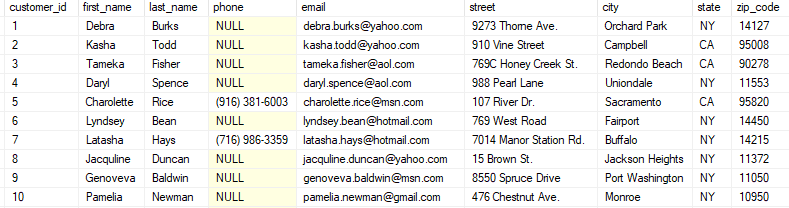 customer_id first_name last_name phone email street city state zip_code
1 Debra Burks NULL debra.burks@yahoo.com 9273 Thorne Ave. Orchard Park NY 14127
2 Kasha Todd NULL kasha.todd@yahoo.com 910 Vine Street Campbell CA 95008
3 Tameka Fisher NULL tameka.fisher@aol.com 769C Honey Creek St. Redondo Beach CA 90278
4 Daryl Spence NULL daryl.spence@aol.com 988 Pearl Lane Uniondale NY 11553
5 Charolette Rice (916) 381-6003 charolette.rice@msn.com 107 River Dr. Sacramento CA 95820
6 Lyndsey Bean NULL lyndsey.bean@hotmail.com 769 West Road Fairport NY 14450
7 Latasha Hays (716) 986-3359 latasha.hays@hotmail.com 7014 Manor Station Rd. Buffalo NY 14215
8 Jacquline Duncan NULL jacquline.duncan@yahoo.com 15 Brown St. Jackson Heights NY 11372
9 Genoveva Baldwin NULL genoveva.baldwin@msn.com 8550 Spruce Drive Port Washington NY 11050
10 Pamelia Newman NULL pamelia.newman@gmail.com 476 Chestnut Ave. Monroe NY 10950